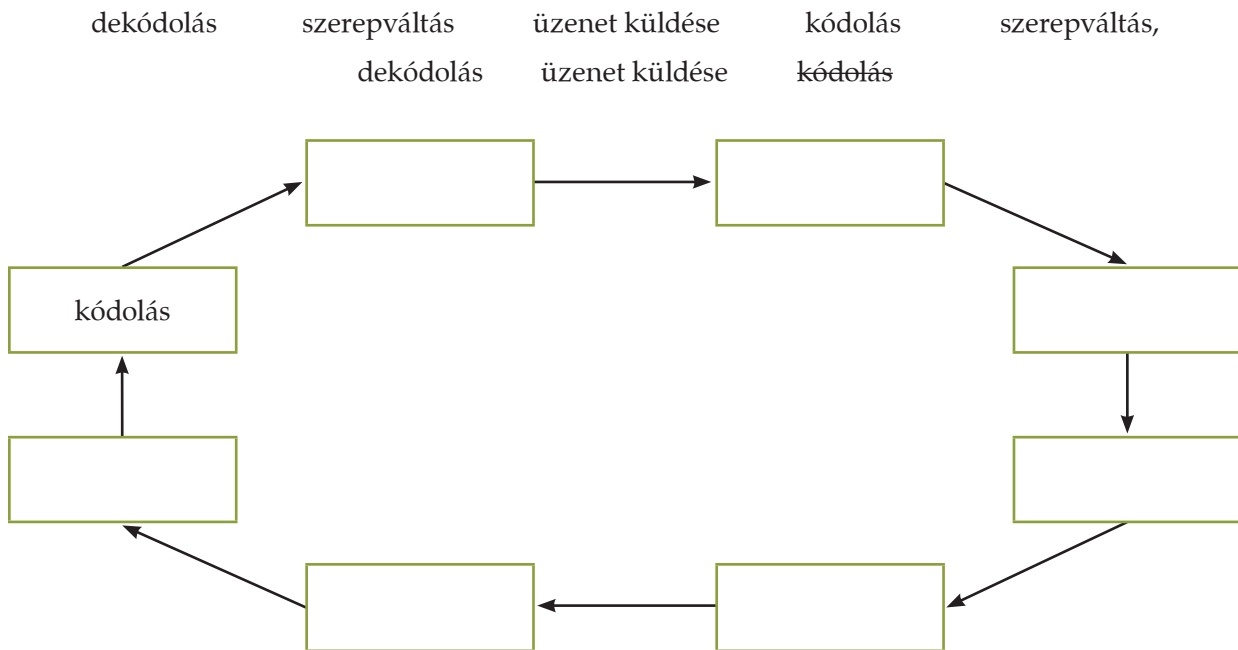 dekódolás szerepváltás üzenet küldése kódolás szerepváltás,
dekódolás üzenet küldése kódolás
kódolás